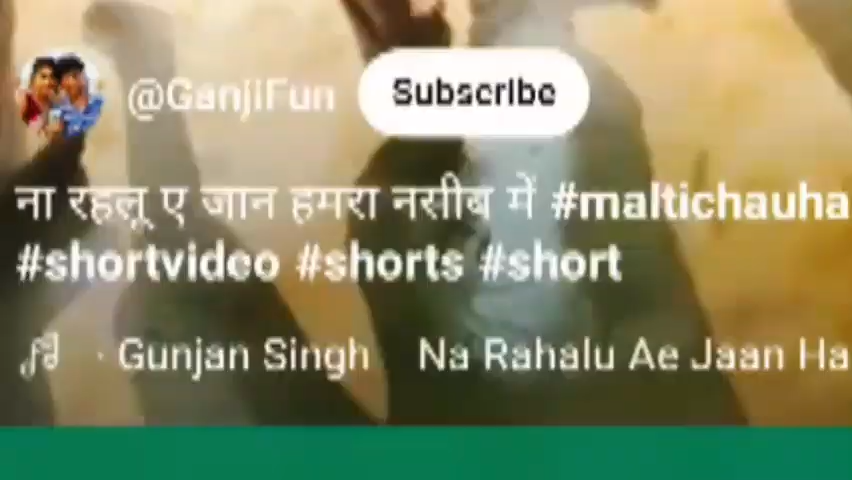 @GanjiFun Subscribe
ना रहलू ए जान हमरा नसीब में #maltichauha
#shortvideo #shorts #short
· Gunjan Singh Na Rahalu Ae Jaan Ha